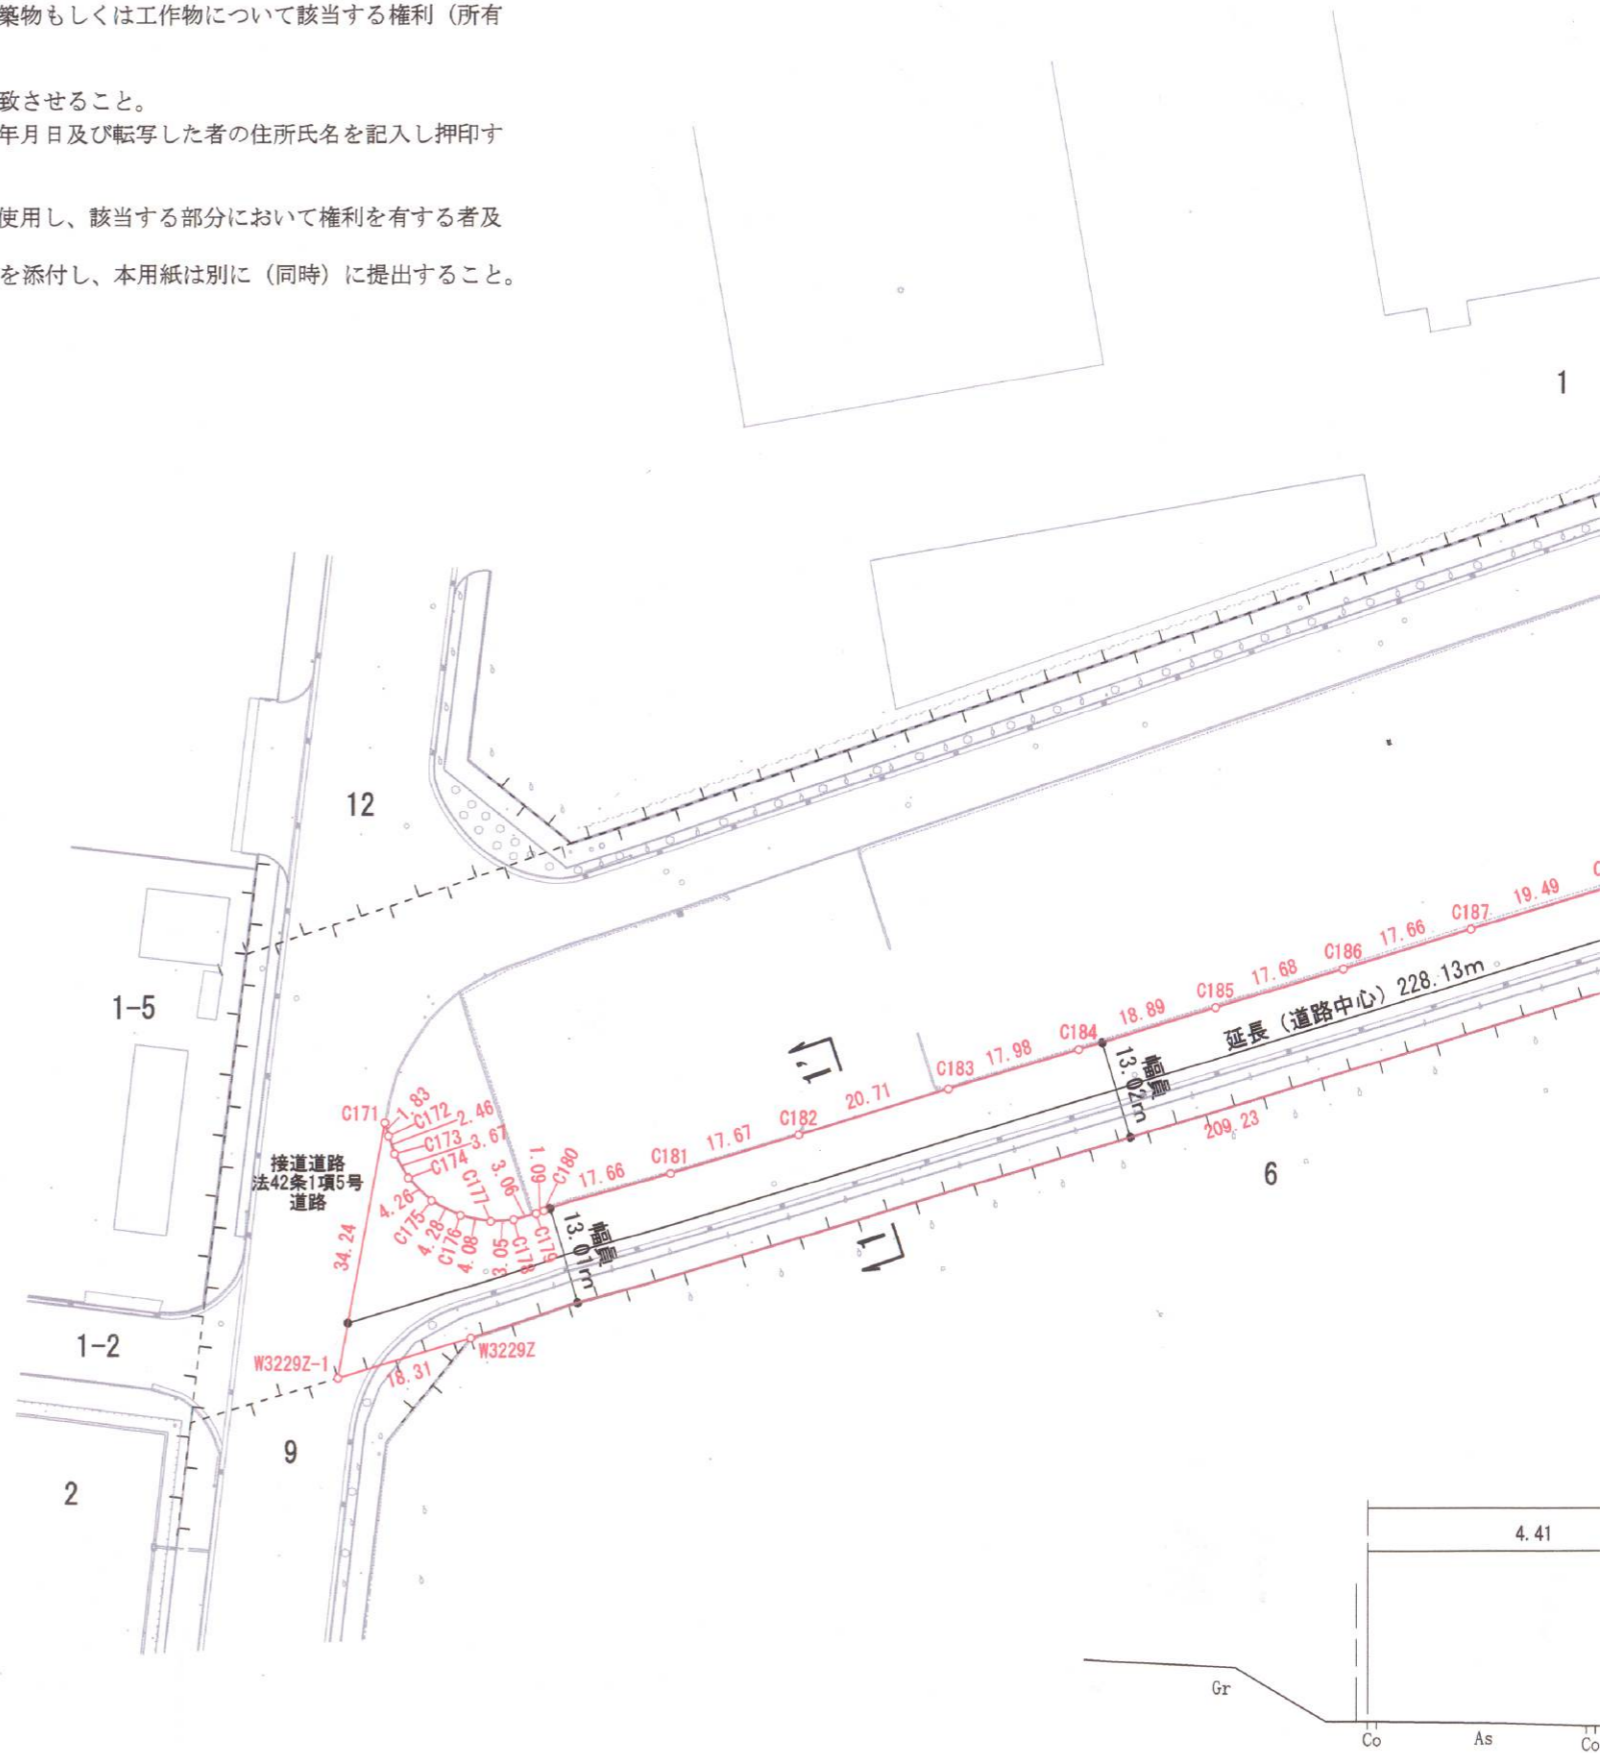 築物もしくは工作物について該当する権利（所有
致させること。
年月日及び転写した者の住所氏名を記入し押印す
使用し、該当する部分において権利を有する者及
を添付し、本用紙は別に（同時）に提出すること。
1
12
1-5
C187
19.49
17.66
C186
17.68
延長（道路中心）228.13m
C185
18.89
C184
幅員
13.02m
17.98
C183
1,
20.71
C182
17.67
C181
209.23
6
17.66
C171
1.83
C172
2.46
C173
3.67
C174
接道道路
法42条1項5号
道路
1.09
C180
3.06
C177
4.26
C175
4.28
C176
4.08
3.05
C178
C179
幅員
13.01m
1
34.24
1-2
W3229Z-1
W3229Z
18.31
9
2
4.41
Gr
Co
As
Co